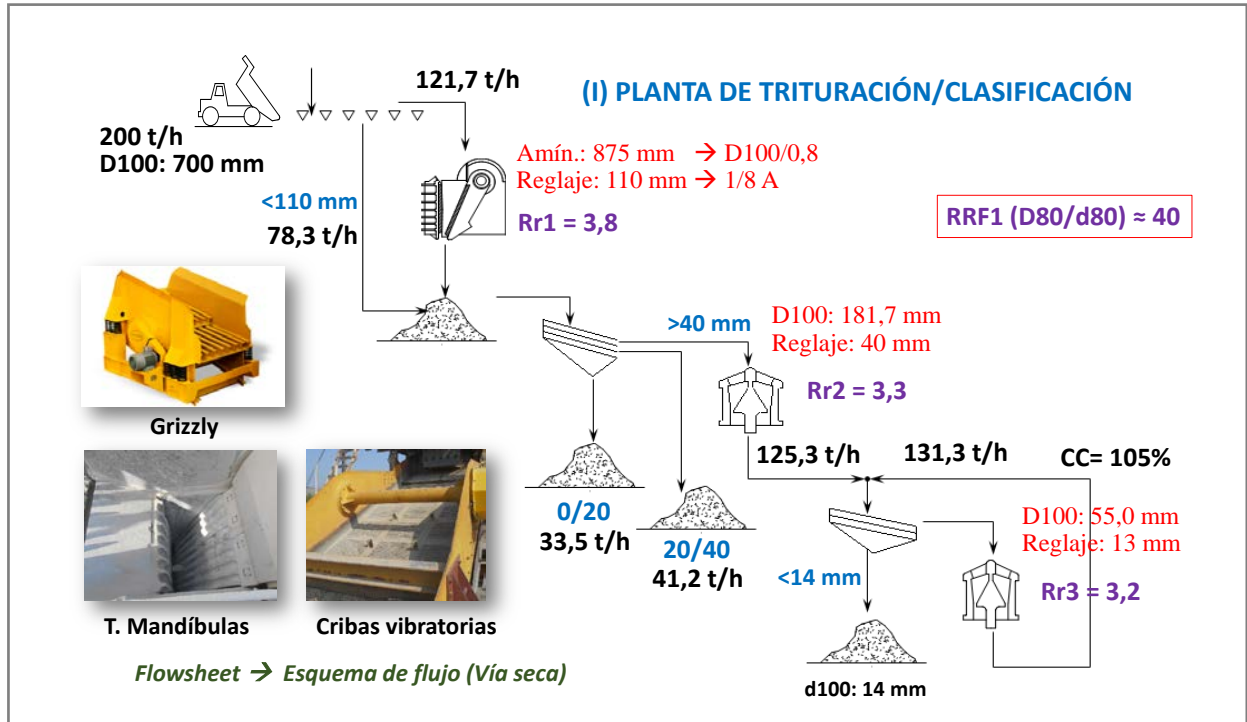 (I) PLANTA DE TRITURACIÓN/CLASIFICACIÓN
121,7 t/h
200 t/h
D100: 700 mm
Amín.: 875 mm → D100/0,8
Reglaje: 110 mm → 1/8 A
Rr1 = 3,8
RRF1 (D80/d80) ≈ 40
<110 mm
78,3 t/h
>40 mm
D100: 181,7 mm
Reglaje: 40 mm
Rr2 = 3,3
Grizzly
125,3 t/h
131,3 t/h
CC= 105%
0/20
33,5 t/h
20/40
41,2 t/h
D100: 55,0 mm
Reglaje: 13 mm
<14 mm
Rr3 = 3,2
T. Mandíbulas
Cribas vibratorias
Flowsheet → Esquema de flujo (Vía seca)
d100: 14 mm